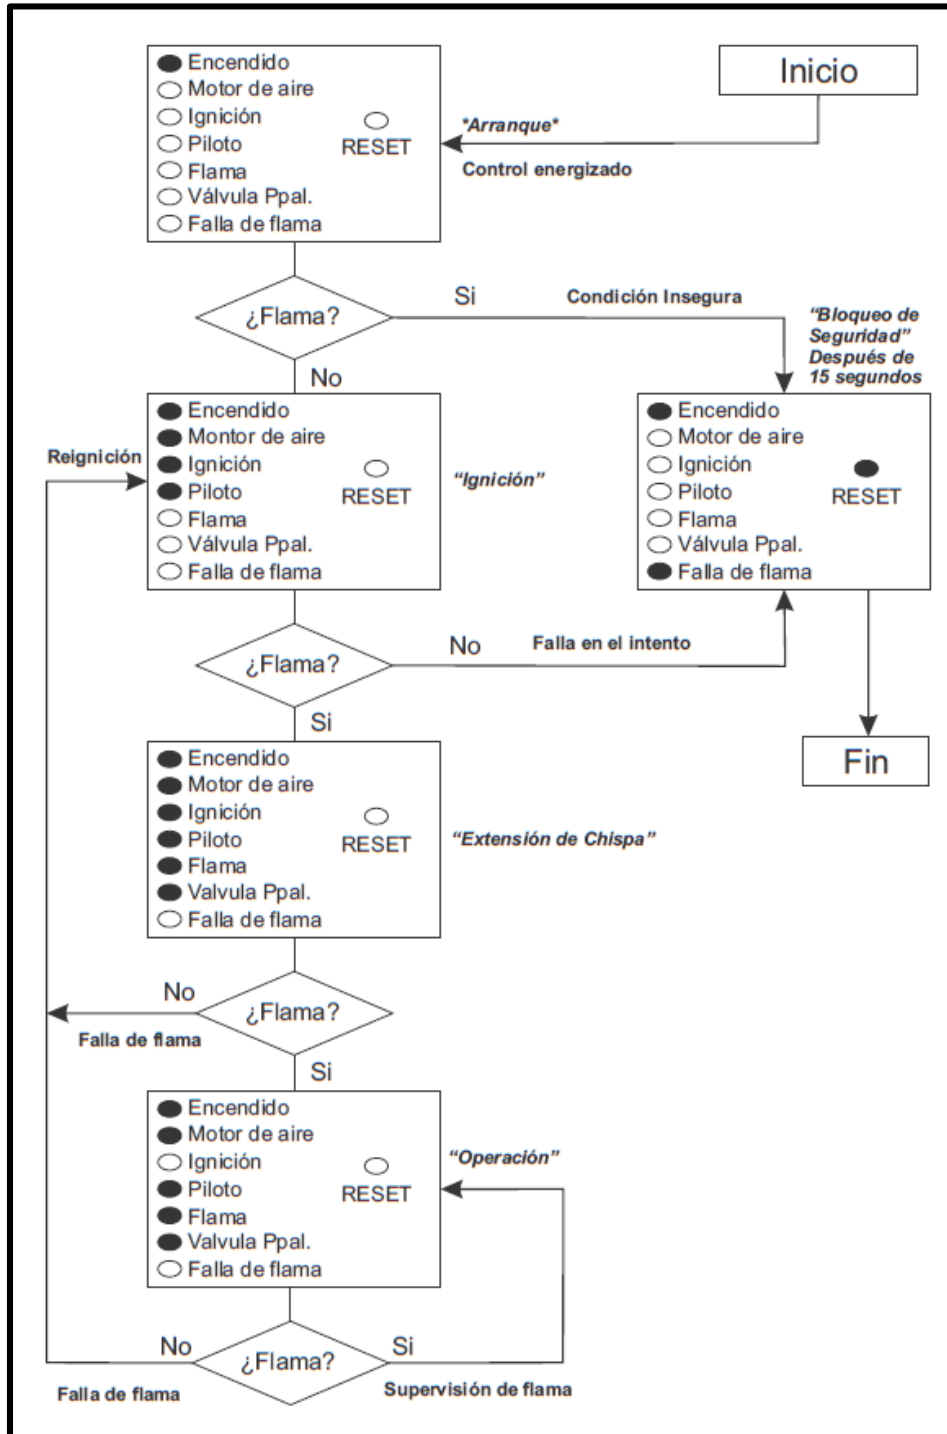 Inicio
Encendido
Motor de aire
Ignición
Piloto
Flama
Válvula Ppal.
Falla de flama
RESET
*Arranque*
Control energizado
¿Flama?
Si
Condición Insegura
No
“Bloqueo de
Seguridad”
Después de
15 segundos
Reignición
Encendido
Montor de aire
Ignición
Piloto
Flama
Válvula Ppal.
Falla de flama
RESET
“Ignición”
Encendido
Motor de aire
Ignición
Piloto
Flama
Válvula Ppal.
Falla de flama
RESET
¿Flama?
No
Falla en el intento
Si
Fin
Encendido
Motor de aire
Ignición
Piloto
Flama
Valvula Ppal.
Falla de flama
RESET
“Extensión de Chispa”
¿Flama?
No
Falla de flama
Si
Encendido
Motor de aire
Ignición
Piloto
Flama
Valvula Ppal.
Falla de flama
RESET
“Operación”
¿Flama?
No
Falla de flama
Si
Supervisión de flama